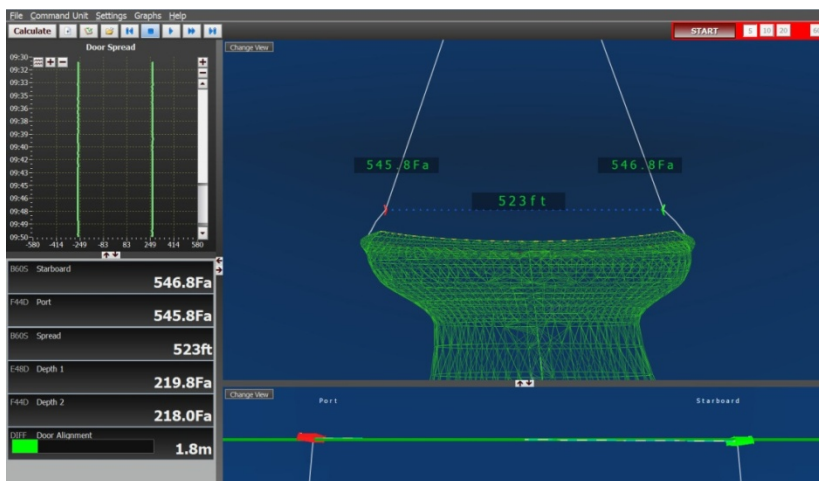 File Command Unit Settings Graphs Help
Calculate
START 5 10 20 60
Door Spread
Change View
09:30
09:32
09:33
09:35
09:36
09:38
09:39
09:40
09:42
09:43
09:45
09:46
09:48
09:49
09:50
-580 -414 -249 -83 83 249 414 580
545.8Fa
546.8Fa
523ft
B60S Starboard
546.8Fa
F44D Port
545.8Fa
B60S Spread
523ft
E48D Depth 1
219.8Fa
F44D Depth 2
218.0Fa
DIFF Door Alignment
1.8m
Change View
Port
Starboard